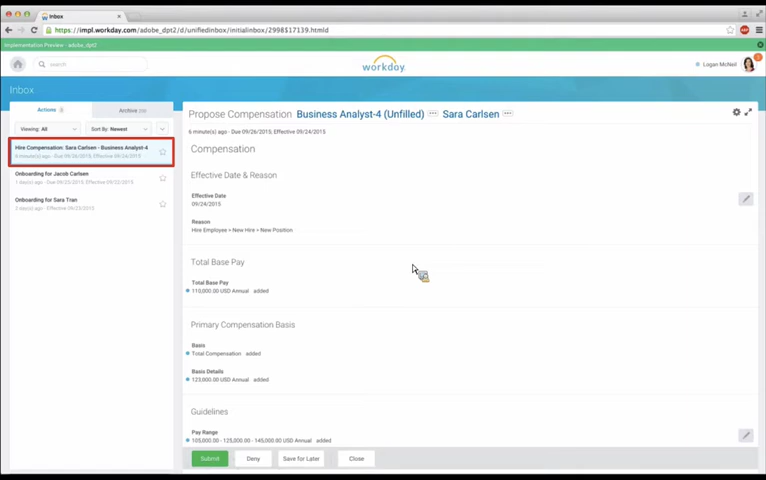 Inbox
https://impl.workday.com/adobe_dpt2/unifiedinbox/initialinbox/2998$17139.htmld
Implementation Preview - adobe_dpt2
search
workday.
Logan McNeil
Inbox
Actions
Archive
Viewing: All
Sort By: Newest
Hire Compensation: Sara Carlsen - Business Analyst-4
6 minute(s) ago - Due 09/26/2015, Effective 09/24/2015
Onboarding for Jacob Carlsen
1 day(s) ago - Due 09/23/2015, Effective 09/22/2015
Onboarding for Sara Tran
2 day(s) ago - Effective 09/23/2015
Propose Compensation Business Analyst-4 (Unfilled) Sara Carlsen
6 minute(s) ago - Due 09/26/2015, Effective 09/24/2015
Compensation
Effective Date & Reason
Effective Date
09/24/2015
Reason
Hire Employee > New Hire > New Position
Total Base Pay
Total Base Pay
110,000.00 USD Annual added
Primary Compensation Basis
Basis
Total Compensation added
Basis Details
123,000.00 USD Annual added
Guidelines
Pay Range
105,000.00 - 125,000.00 - 145,000.00 USD Annual added
Submit
Deny
Save for Later
Close